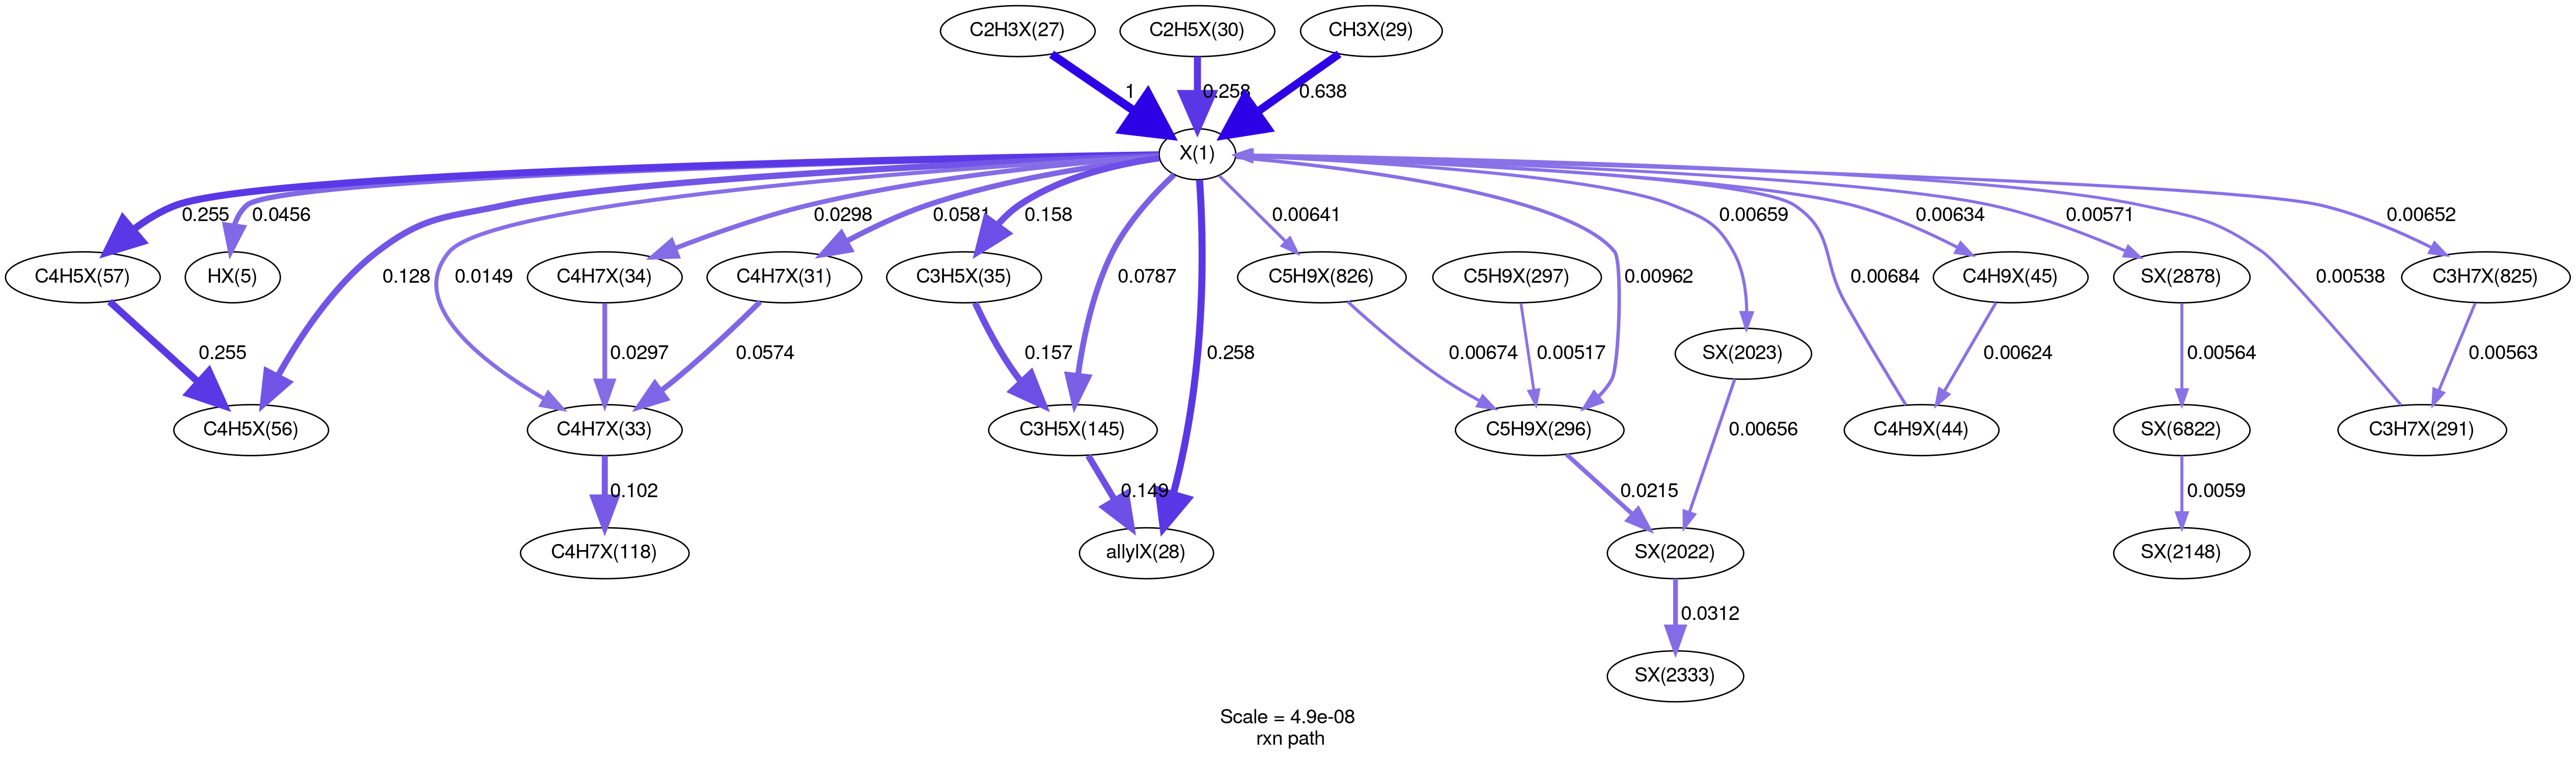 C2H3X(27)
C2H5X(30)
CH3X(29)
1
0.258
0.638
X(1)
0.255
0.0456
0.0298
0.0581
0.158
0.00641
0.00659
0.00634
0.00571
0.00652
C4H5X(57)
HX(5)
0.128
0.0149
C4H7X(34)
C4H7X(31)
C3H5X(35)
0.0787
C5H9X(826)
C5H9X(297)
0.00962
0.00684
C4H9X(45)
SX(2878)
0.00538
C3H7X(825)
0.255
0.0297
0.0574
0.157
0.258
0.00674
0.00517
SX(2023)
0.00624
0.00564
0.00563
C4H5X(56)
C4H7X(33)
C3H5X(145)
C5H9X(296)
0.00656
C4H9X(44)
SX(6822)
C3H7X(291)
0.102
0.149
0.0215
0.0059
C4H7X(118)
allylX(28)
SX(2022)
SX(2148)
0.0312
SX(2333)
Scale = 4.9e-08
rxn path